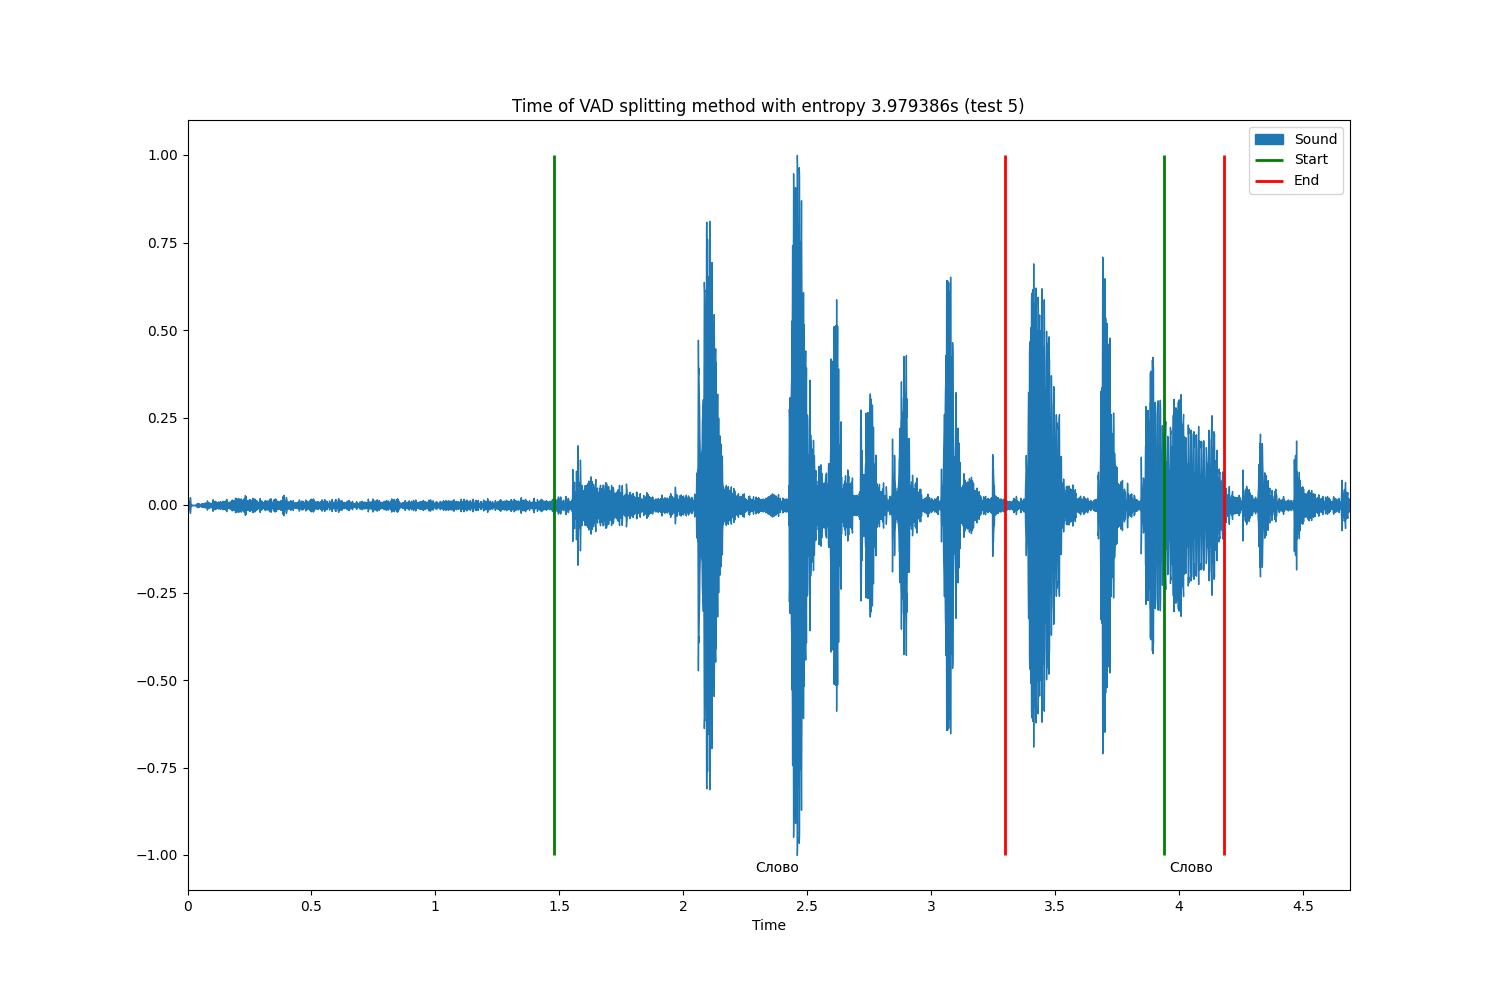 Time of VAD splitting method with entropy 3.979386s (test 5)
Sound
Start
End
1.00
0.75
0.50
0.25
0.00
−0.25
−0.50
−0.75
−1.00
Слово Слово
0 0.5 1 1.5 2 2.5 3 3.5 4 4.5
Time